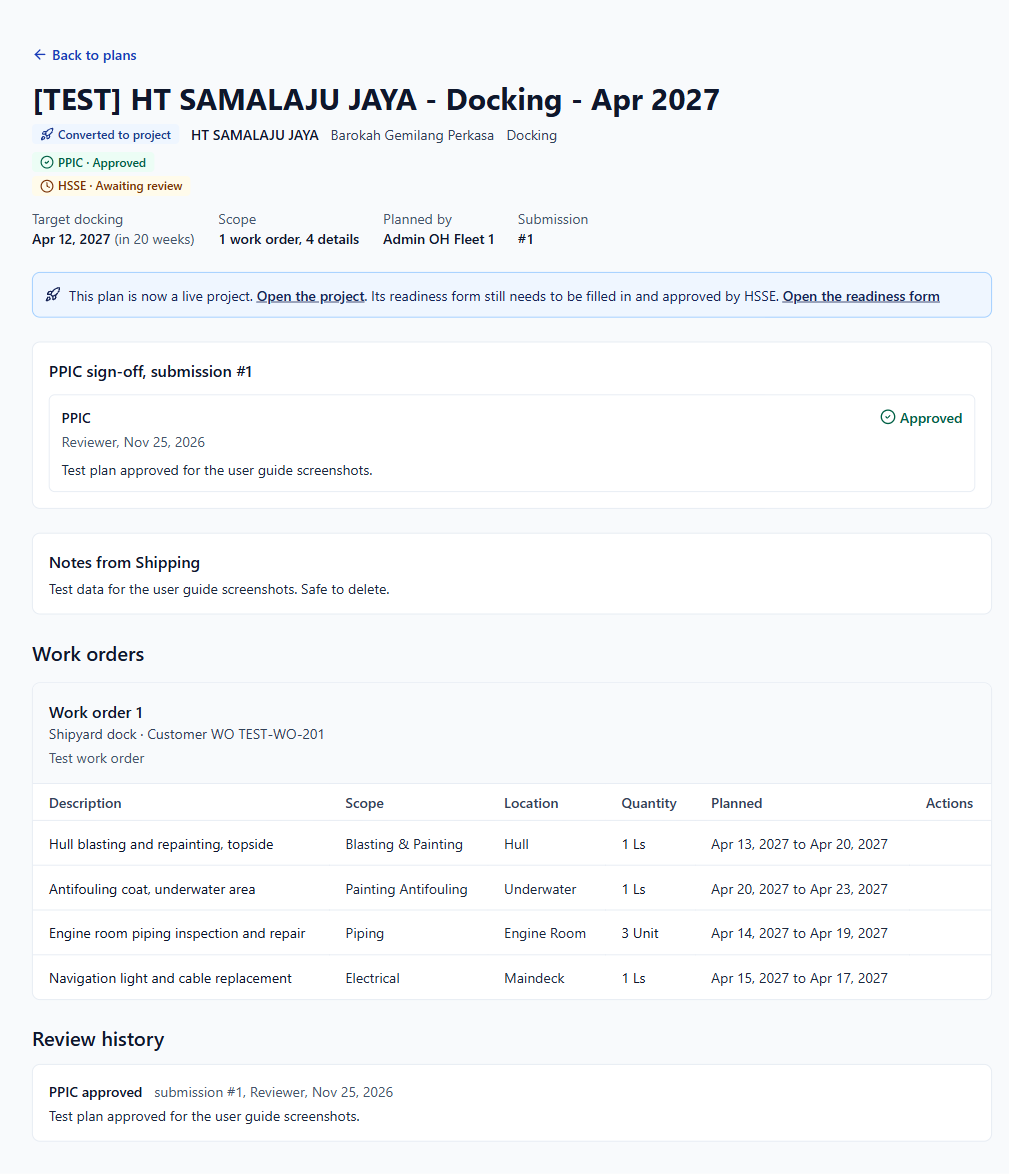 ← Back to plans
[TEST] HT SAMALAJU JAYA - Docking - Apr 2027
Converted to project HT SAMALAJU JAYA Barokah Gemilang Perkasa Docking
PPIC · Approved
HSSE · Awaiting review
Target docking Scope Planned by Submission
Apr 12, 2027 (in 20 weeks) 1 work order, 4 details Admin OH Fleet 1 #1
This plan is now a live project. Open the project. Its readiness form still needs to be filled in and approved by HSSE. Open the readiness form
PPIC sign-off, submission #1
PPIC Approved
Reviewer, Nov 25, 2026
Test plan approved for the user guide screenshots.
Notes from Shipping
Test data for the user guide screenshots. Safe to delete.
Work orders
Work order 1
Shipyard dock · Customer WO TEST-WO-201
Test work order
Description Scope Location Quantity Planned Actions
Hull blasting and repainting, topside Blasting & Painting Hull 1 Ls Apr 13, 2027 to Apr 20, 2027
Antifouling coat, underwater area Painting Antifouling Underwater 1 Ls Apr 20, 2027 to Apr 23, 2027
Engine room piping inspection and repair Piping Engine Room 3 Unit Apr 14, 2027 to Apr 19, 2027
Navigation light and cable replacement Electrical Maindeck 1 Ls Apr 15, 2027 to Apr 17, 2027
Review history
PPIC approved submission #1, Reviewer, Nov 25, 2026
Test plan approved for the user guide screenshots.